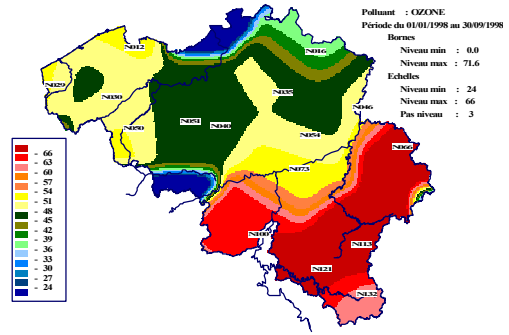 Polluant : OZONE
Période du 01/01/1998 au 30/09/1998
Bornes
Niveau min : 0.0
Niveau max : 71.6
Echelles
Niveau min : 24
Niveau max : 66
Pas niveau : 3
N012
N016
N029
N030
N035
N046
N050
N051
N040
N054
N066
N073
N100
N113
N121
N132
- 66
- 63
- 60
- 57
- 54
- 51
- 48
- 45
- 42
- 39
- 36
- 33
- 30
- 27
- 24